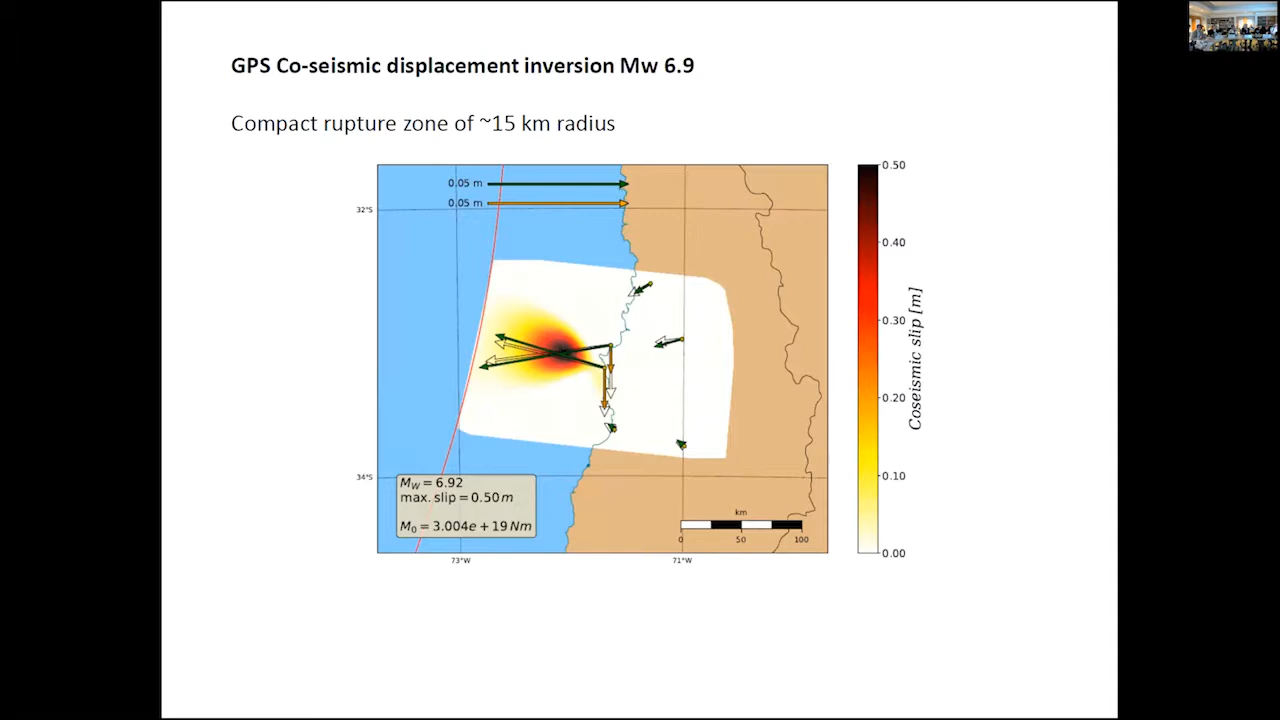 GPS Co-seismic displacement inversion Mw 6.9
Compact rupture zone of ~15 km radius
0.05 m
0.05 m
32°S
34°S
73°W
71°W
M_W = 6.92
max. slip = 0.50 m
M_0 = 3.004e + 19 Nm
km
0 50 100
0.50
0.40
0.30
0.20
0.10
0.00
Coseismic slip [m]